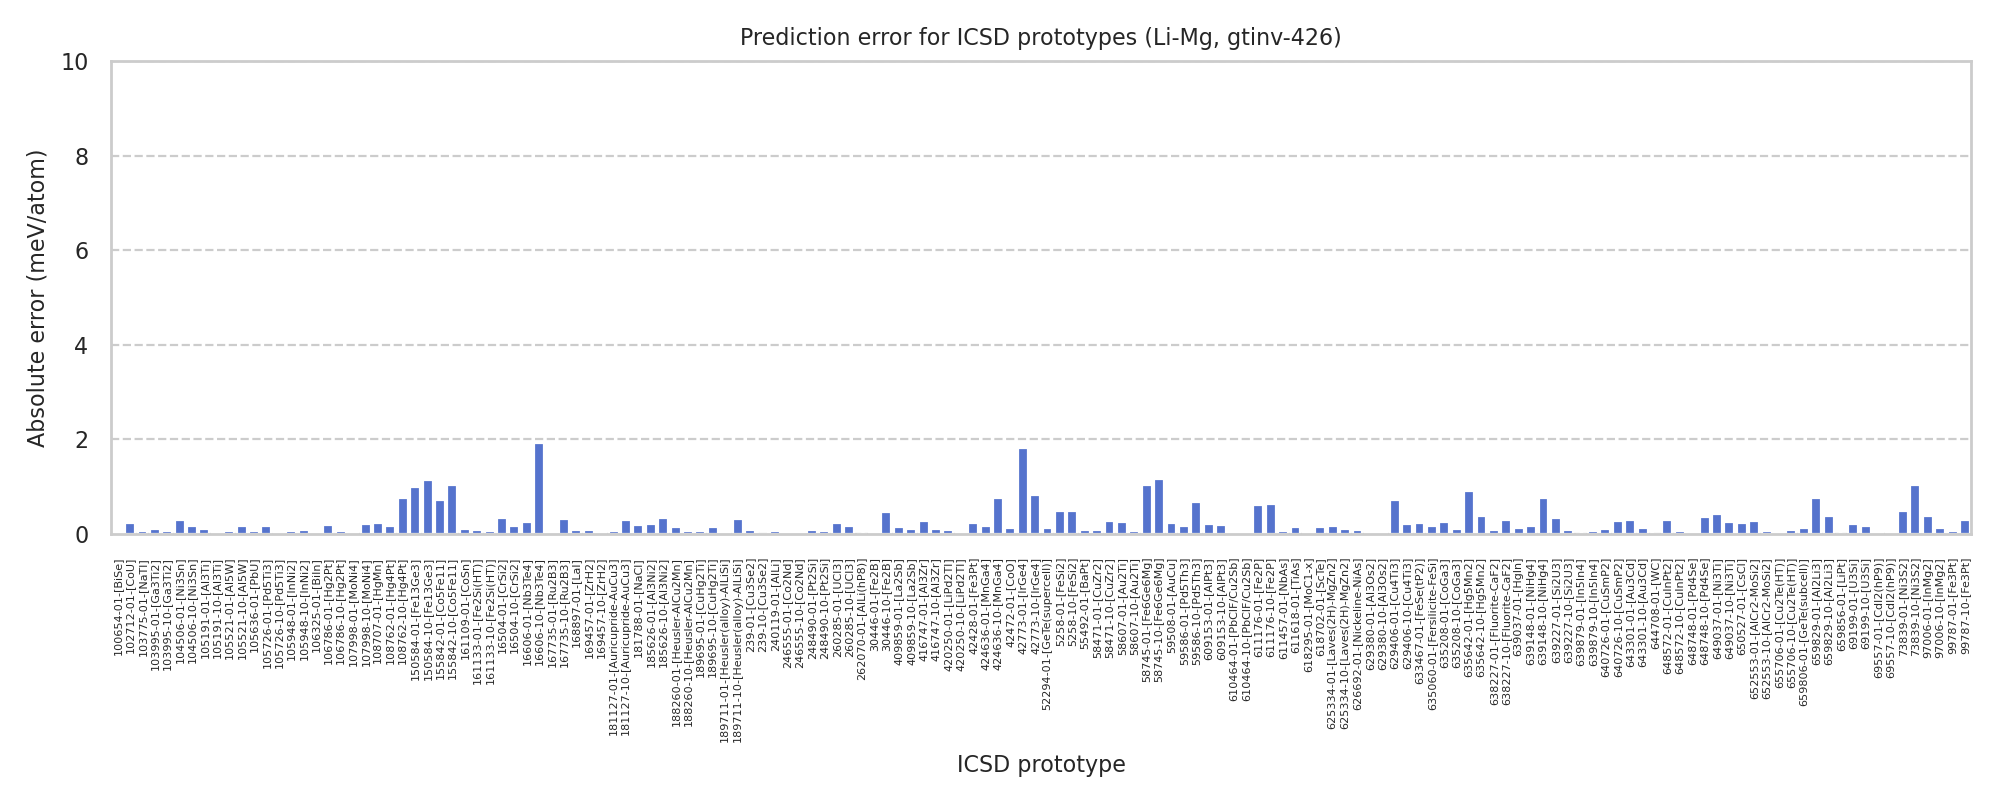 Prediction error for ICSD prototypes (Li-Mg, gtinv-426)
Absolute error (meV/atom)
10
8
6
4
2
0
100654-01-[BiSe]
102712-01-[CoU]
103775-01-[NaTl]
103995-01-[Ga3Ti2]
103995-10-[Ga3Ti2]
104506-01-[Ni3Sn]
104506-10-[Ni3Sn]
105191-01-[Al3Ti]
105191-10-[Al3Ti]
105521-01-[Al5W]
105521-10-[Al5W]
105636-01-[PbU]
105726-01-[Pd5Ti3]
105726-10-[Pd5Ti3]
105948-01-[InNi2]
105948-10-[InNi2]
106325-01-[BiIn]
106786-01-[Hg2Pt]
106786-10-[Hg2Pt]
107998-01-[MoNi4]
107998-10-[MoNi4]
108707-01-[HgMn]
108762-01-[Hg4Pt]
108762-10-[Hg4Pt]
150584-01-[Fe13Ge3]
150584-10-[Fe13Ge3]
155842-01-[Co5Fe11]
155842-10-[Co5Fe11]
161109-01-[CoSn]
161133-01-[Fe2Si(HT)]
161133-10-[Fe2Si(HT)]
16504-01-[CrSi2]
16504-10-[CrSi2]
16606-01-[Nb3Te4]
16606-10-[Nb3Te4]
167735-01-[Ru2B3]
167735-10-[Ru2B3]
168897-01-[LaI]
169457-01-[ZrH2]
169457-10-[ZrH2]
181127-01-[Auricupride-AuCu3]
181127-10-[Auricupride-AuCu3]
181788-01-[NaCl]
185626-01-[Al3Ni2]
185626-10-[Al3Ni2]
188260-01-[Heusler-AlCu2Mn]
188260-10-[Heusler-AlCu2Mn]
189695-01-[CuHg2Ti]
189695-10-[CuHg2Ti]
189711-01-[Heusler(alloy)-AlLiSi]
189711-10-[Heusler(alloy)-AlLiSi]
239-01-[Cu3Se2]
239-10-[Cu3Se2]
240119-01-[AlLi]
246555-01-[Co2Nd]
246555-10-[Co2Nd]
248490-01-[Pt2Si]
248490-10-[Pt2Si]
260285-01-[UCl3]
260285-10-[UCl3]
262070-01-[AlLi(hP8)]
30446-01-[Fe2B]
30446-10-[Fe2B]
409859-01-[La2Sb]
409859-10-[La2Sb]
416747-01-[Al3Zr]
416747-10-[Al3Zr]
420250-01-[LiPd2Tl]
420250-10-[LiPd2Tl]
42428-01-[Fe3Pt]
424636-01-[MnGa4]
424636-10-[MnGa4]
42472-01-[CoO]
42773-01-[IrGe4]
42773-10-[IrGe4]
52294-01-[GeTe(supercell)]
5258-01-[FeSi2]
5258-10-[FeSi2]
55492-01-[BaPt]
58471-01-[CuZr2]
58471-10-[CuZr2]
58607-01-[Au2Ti]
58607-10-[Au2Ti]
58745-01-[Fe6Ge6Mg]
58745-10-[Fe6Ge6Mg]
59508-01-[AuCu]
59586-01-[Pd5Th3]
59586-10-[Pd5Th3]
609153-01-[AlPt3]
609153-10-[AlPt3]
610464-01-[PbClF/Cu2Sb]
610464-10-[PbClF/Cu2Sb]
611176-01-[Fe2P]
611176-10-[Fe2P]
611457-01-[NbAs]
611618-01-[TiAs]
618295-01-[MoC1-x]
618702-01-[ScTe]
625334-01-[Laves(2H)-MgZn2]
625334-10-[Laves(2H)-MgZn2]
626692-01-[Nickeline-NiAs]
629380-01-[Al3Os2]
629380-10-[Al3Os2]
629406-01-[Cu4Ti3]
629406-10-[Cu4Ti3]
633467-01-[FeSe(tP2)]
635060-01-[Fersilicite-FeSi]
635208-01-[CoGa3]
635208-10-[CoGa3]
635642-01-[Hg5Mn2]
635642-10-[Hg5Mn2]
638227-01-[Fluorite-CaF2]
638227-10-[Fluorite-CaF2]
639037-01-[HgIn]
639148-01-[NiHg4]
639148-10-[NiHg4]
639227-01-[Si2U3]
639227-10-[Si2U3]
639879-01-[In5In4]
639879-10-[In5In4]
640726-01-[CuSmP2]
640726-10-[CuSmP2]
643301-01-[Au3Cd]
643301-10-[Au3Cd]
644708-01-[WC]
648572-01-[CuInPt2]
648572-10-[CuInPt2]
648748-01-[Pd4Se]
648748-10-[Pd4Se]
649037-01-[Ni3Ti]
649037-10-[Ni3Ti]
650527-01-[CsCl]
652553-01-[AlCr2-MoSi2]
652553-10-[AlCr2-MoSi2]
655706-01-[Cu2Te(HT)]
655706-10-[Cu2Te(HT)]
659806-01-[GeTe(subcell)]
659829-01-[Al2Li3]
659829-10-[Al2Li3]
659856-01-[LiPt]
69199-01-[U3Si]
69199-10-[U3Si]
69557-01-[CdI2(hP9)]
69557-10-[CdI2(hP9)]
73839-01-[Ni3S2]
73839-10-[Ni3S2]
97006-01-[InMg2]
97006-10-[InMg2]
99787-01-[Fe3Pt]
99787-10-[Fe3Pt]
ICSD prototype